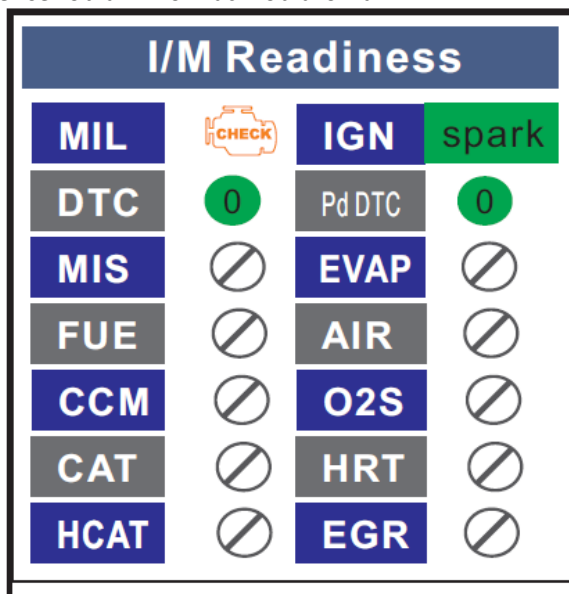 I/M Readiness
MIL CHECK IGN spark
DTC 0 Pd DTC 0
MIS EVAP
FUE AIR
CCM O2S
CAT HRT
HCAT EGR